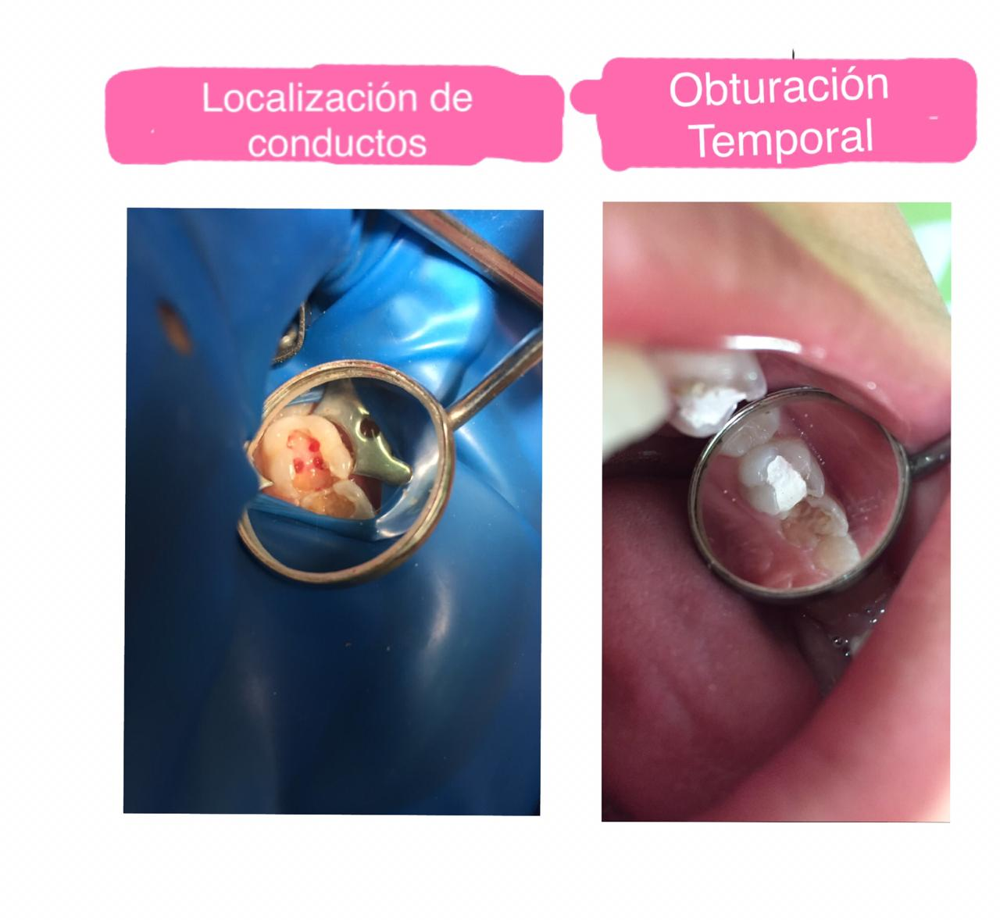 Localización de
conductos
Obturación
Temporal